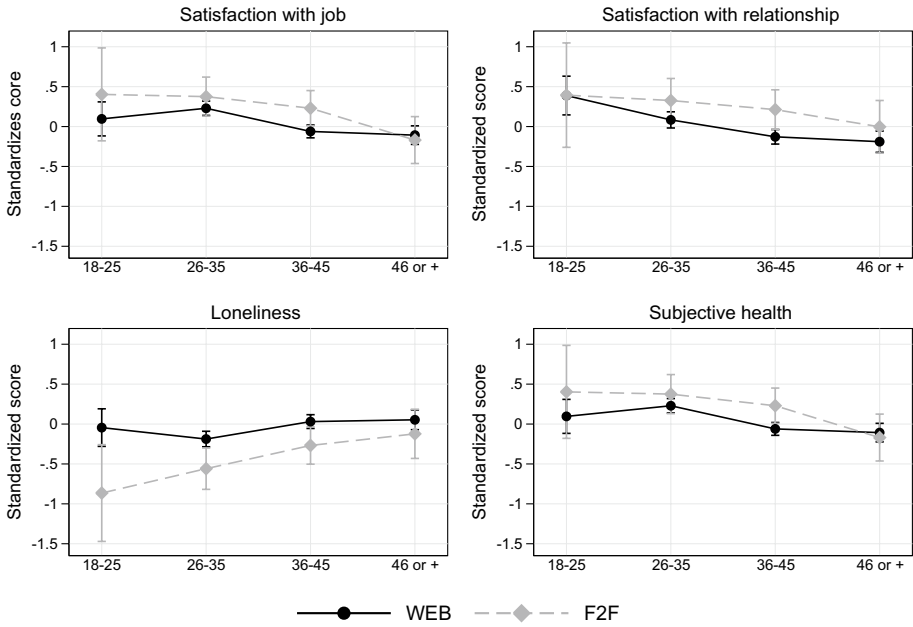 Satisfaction with job
Standardizes core
1
.5
0
-.5
-1
-1.5
18-25 26-35 36-45 46 or +
Satisfaction with relationship
Standardized score
1
.5
0
-.5
-1
-1.5
18-25 26-35 36-45 46 or +
Loneliness
Standardized score
1
.5
0
-.5
-1
-1.5
18-25 26-35 36-45 46 or +
Subjective health
Standardized score
1
.5
0
-.5
-1
-1.5
18-25 26-35 36-45 46 or +
WEB F2F